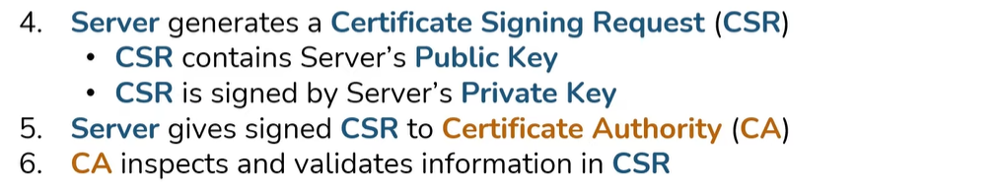 4. Server generates a Certificate Signing Request (CSR)
• CSR contains Server’s Public Key
• CSR is signed by Server’s Private Key
5. Server gives signed CSR to Certificate Authority (CA)
6. CA inspects and validates information in CSR